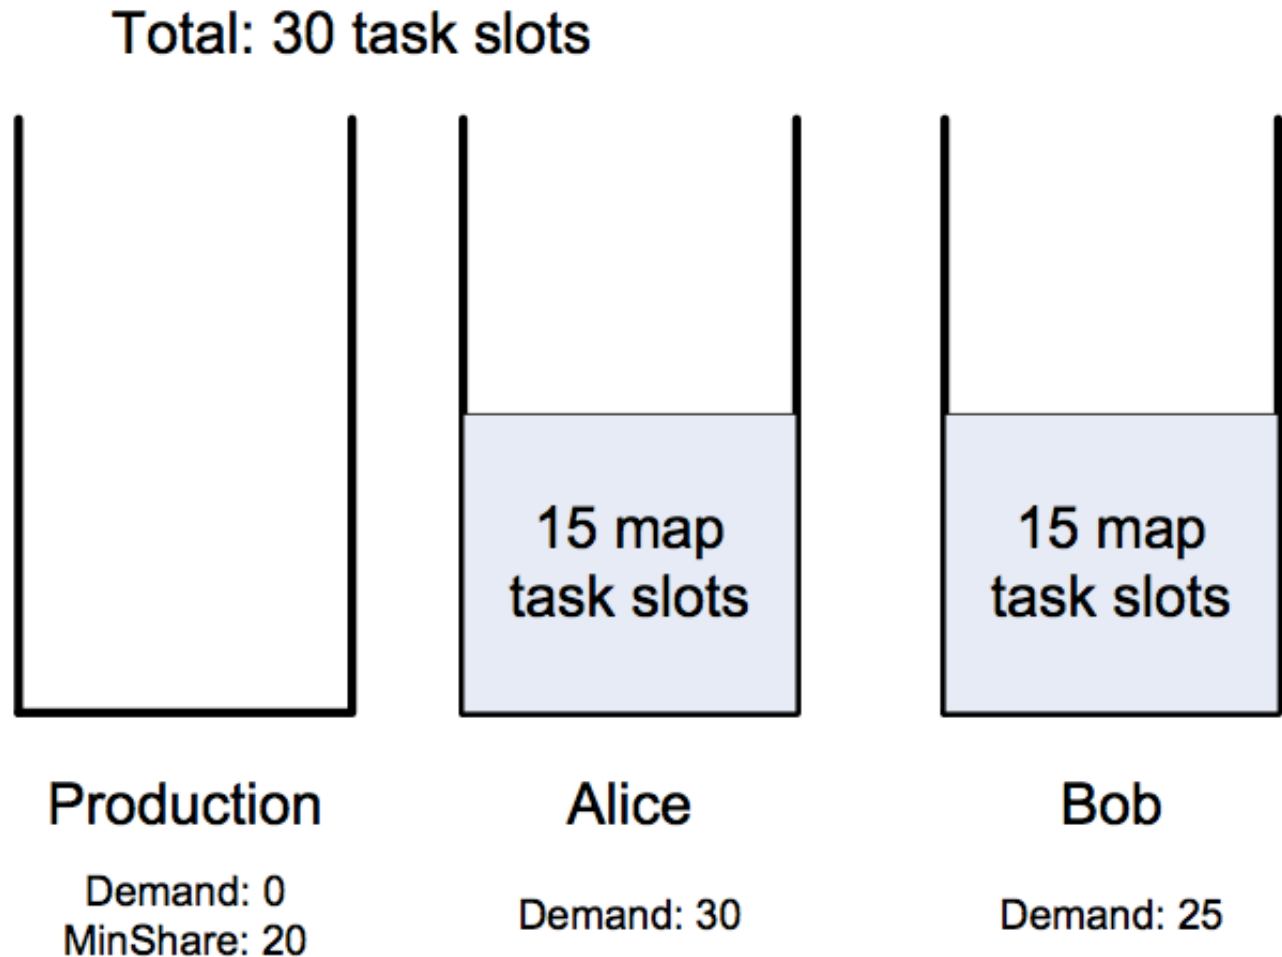 Total: 30 task slots
15 map
task slots
15 map
task slots
Production
Alice
Bob
Demand: 0
MinShare: 20
Demand: 30
Demand: 25